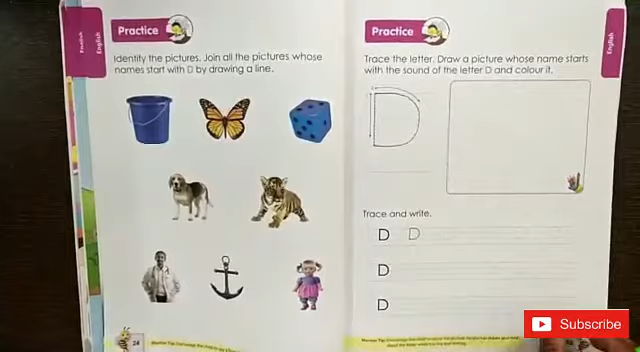 English
English
Practice
Identify the pictures. Join all the pictures whose
names start with D by drawing a line.
24
Practice
English
Trace the letter. Draw a picture whose name starts
with the sound of the letter D and colour it.
D
Trace and write.
D D
D
D
Subscribe